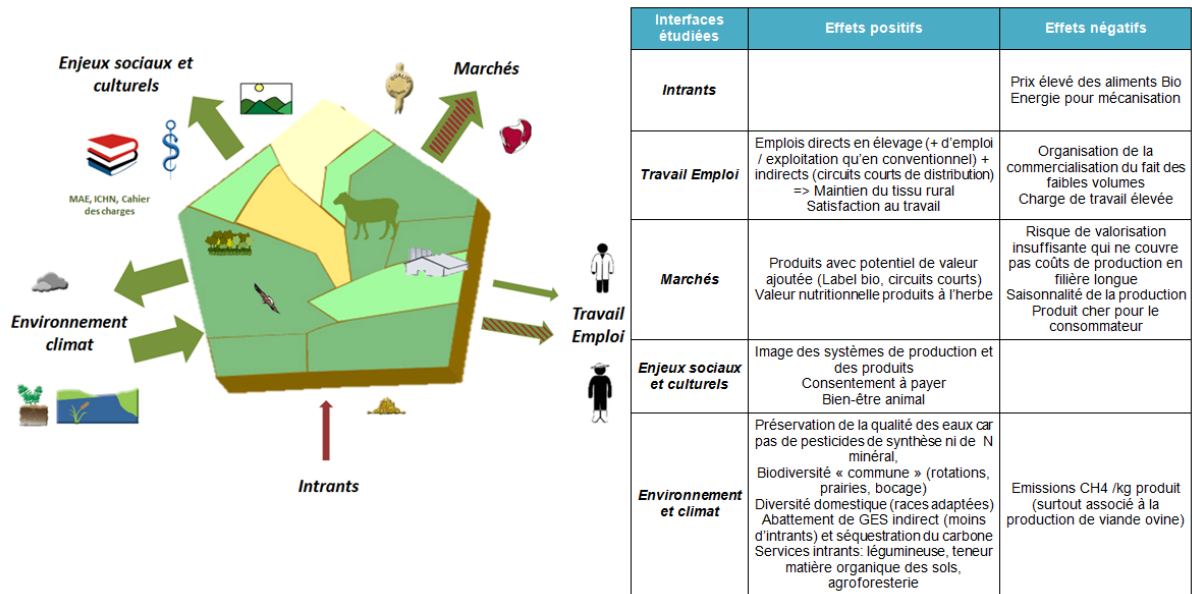 Enjeux sociaux et
culturels
Marchés
MAE, ICHN, Cahier
des charges
Environnement
climat
Travail
Emploi
Intrants
Interfaces
étudiées
Effets positifs
Effets négatifs
Intrants
Prix élevé des aliments Bio
Energie pour mécanisation
Travail Emploi
Emplois directs en élevage (+ d'emploi
/ exploitation qu'en conventionnel) +
indirects (circuits courts de distribution)
=> Maintien du tissu rural
Satisfaction au travail
Organisation de la
commercialisation du fait des
faibles volumes
Charge de travail élevée
Marchés
Produits avec potentiel de valeur
ajoutée (Label bio, circuits courts)
Valeur nutritionnelle produits à l'herbe
Risque de valorisation
insuffisante qui ne couvre
pas coûts de production en
filière longue
Saisonnalité de la production
Produit cher pour le
consommateur
Enjeux sociaux
et culturels
Image des systèmes de production et
des produits
Consentement à payer
Bien-être animal
Environnement
et climat
Préservation de la qualité des eaux car
pas de pesticides de synthèse ni de N
minéral,
Biodiversité « commune » (rotations,
prairies, bocage)
Diversité domestique (races adaptées)
Abattement de GES indirect (moins
d'intrants) et séquestration du carbone
Services intrants: légumineuse, teneur
matière organique des sols,
agroforesterie
Emissions CH4 /kg produit
(surtout associé à la
production de viande ovine)